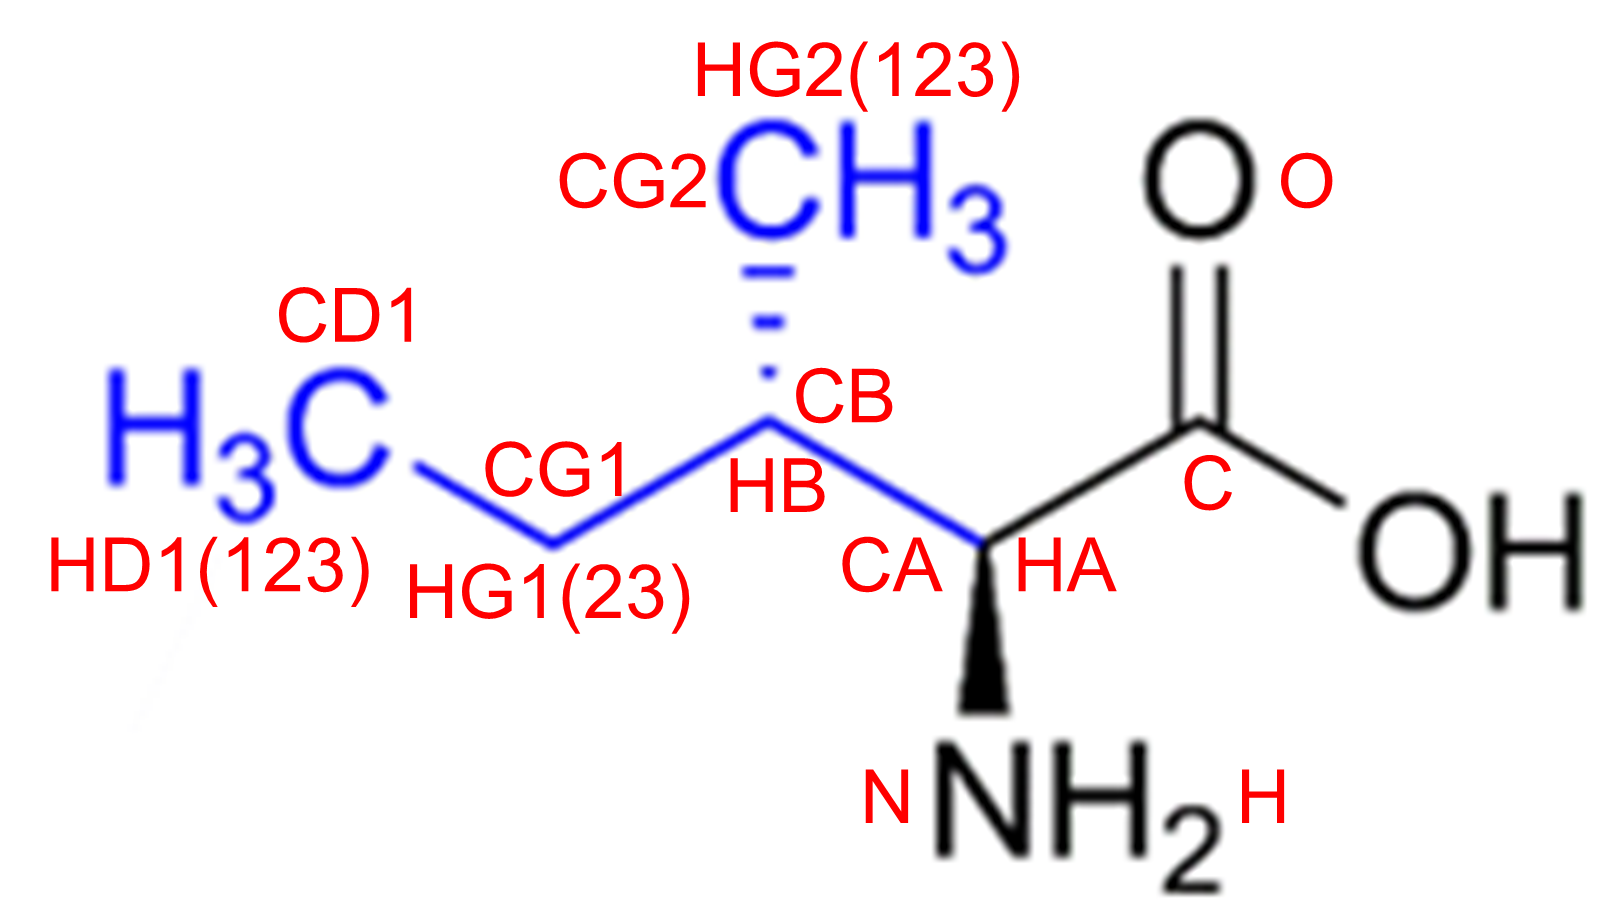 HG2(123)
CG2 CH3 O O
CD1
H3C CG1 CB
HB C
HD1(123) HG1(23) CA HA OH
N NH2 H